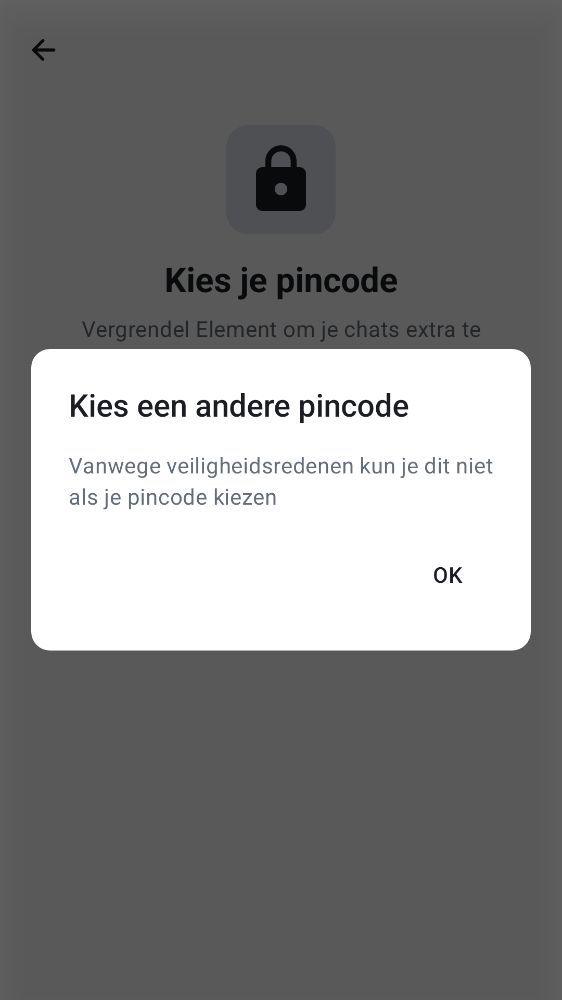 Kies je pincode
Vergrendel Element om je chats extra te
Kies een andere pincode
Vanwege veiligheidsredenen kun je dit niet
als je pincode kiezen
OK